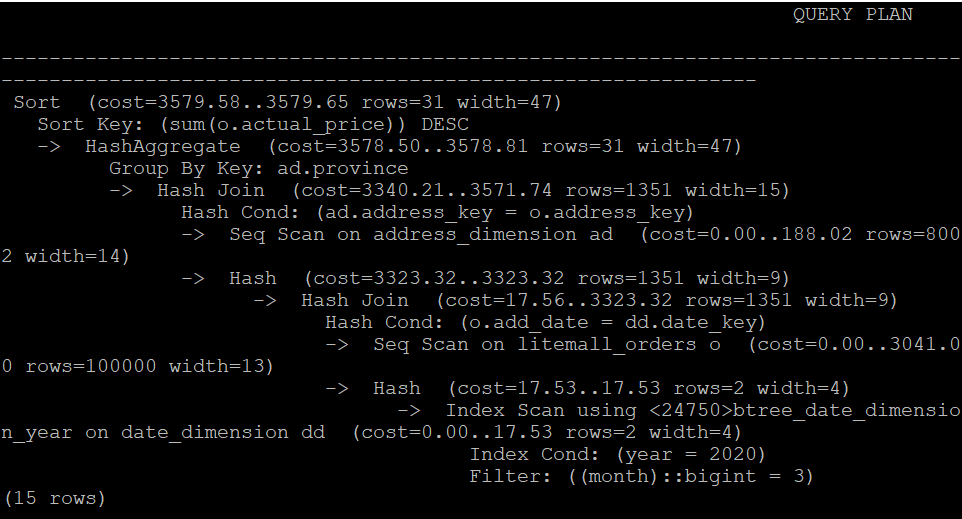 QUERY PLAN
--------------------------------------------------------------------------------
---------------------------------------------------------------
Sort  (cost=3579.58..3579.65 rows=31 width=47)
Sort Key: (sum(o.actual_price)) DESC
->  HashAggregate  (cost=3578.50..3578.81 rows=31 width=47)
Group By Key: ad.province
->  Hash Join  (cost=3340.21..3571.74 rows=1351 width=15)
Hash Cond: (ad.address_key = o.address_key)
->  Seq Scan on address_dimension ad  (cost=0.00..188.02 rows=800
2 width=14)
->  Hash  (cost=3323.32..3323.32 rows=1351 width=9)
->  Hash Join  (cost=17.56..3323.32 rows=1351 width=9)
Hash Cond: (o.add_date = dd.date_key)
->  Seq Scan on litemall_orders o  (cost=0.00..3041.0
0 rows=100000 width=13)
->  Hash  (cost=17.53..17.53 rows=2 width=4)
->  Index Scan using <24750>btree_date_dimensio
n_year on date_dimension dd  (cost=0.00..17.53 rows=2 width=4)
Index Cond: (year = 2020)
Filter: ((month)::bigint = 3)
(15 rows)